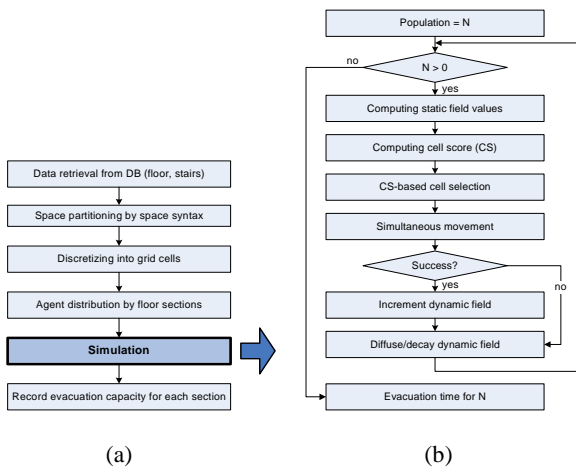 Data retrieval from DB (floor, stairs)
Space partitioning by space syntax
Discretizing into grid cells
Agent distribution by floor sections
Simulation
Record evacuation capacity for each section
(a)
Population = N
no
N > 0
yes
Computing static field values
Computing cell score (CS)
CS-based cell selection
Simultaneous movement
Success?
yes
no
Increment dynamic field
Diffuse/decay dynamic field
Evacuation time for N
(b)